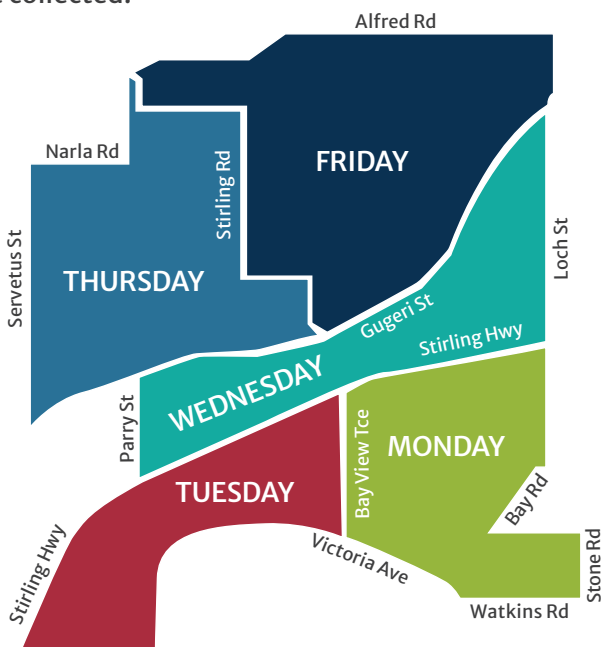 collected.
Alfred Rd
Narla Rd
Stirling Rd
FRIDAY
Servetus St
THURSDAY
Loch St
Gugeri St
Stirling Hwy
WEDNESDAY
Parry St
Bay View Tce
MONDAY
TUESDAY
Bay Rd
Stirling Hwy
Victoria Ave
Stone Rd
Watkins Rd